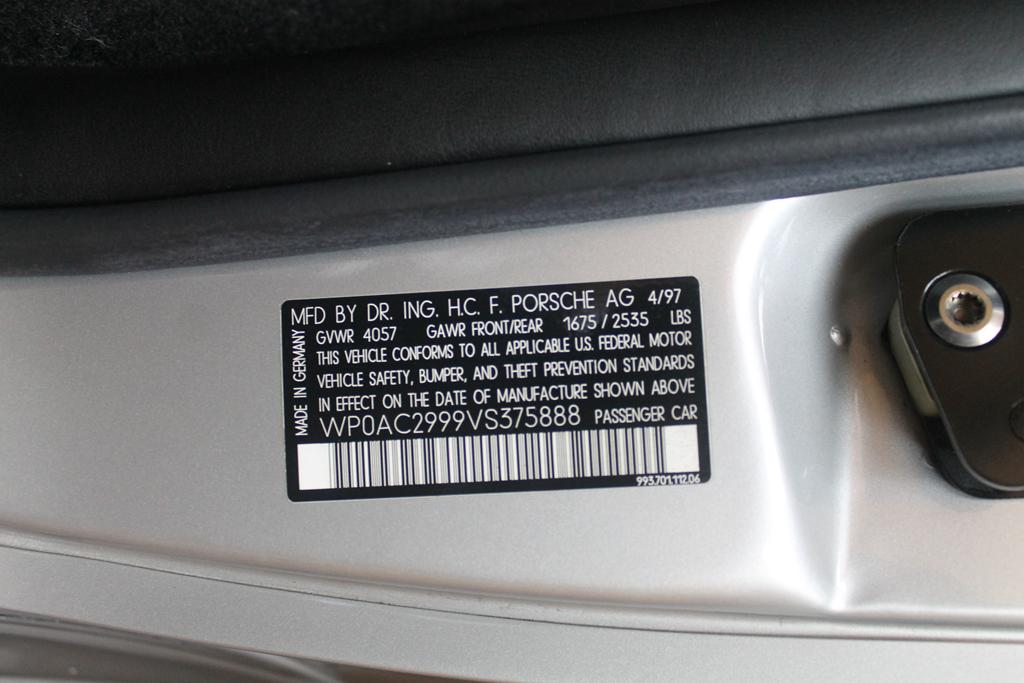 MFD BY DR. ING. H.C. F. PORSCHE AG 4/97
GVWR 4057 GAWR FRONT/REAR 1675/2535 LBS
THIS VEHICLE CONFORMS TO ALL APPLICABLE U.S. FEDERAL MOTOR
VEHICLE SAFETY, BUMPER, AND THEFT PREVENTION STANDARDS
IN EFFECT ON THE DATE OF MANUFACTURE SHOWN ABOVE
WP0AC2999VS375888 PASSENGER CAR
993.701.112.06
MADE IN GERMANY